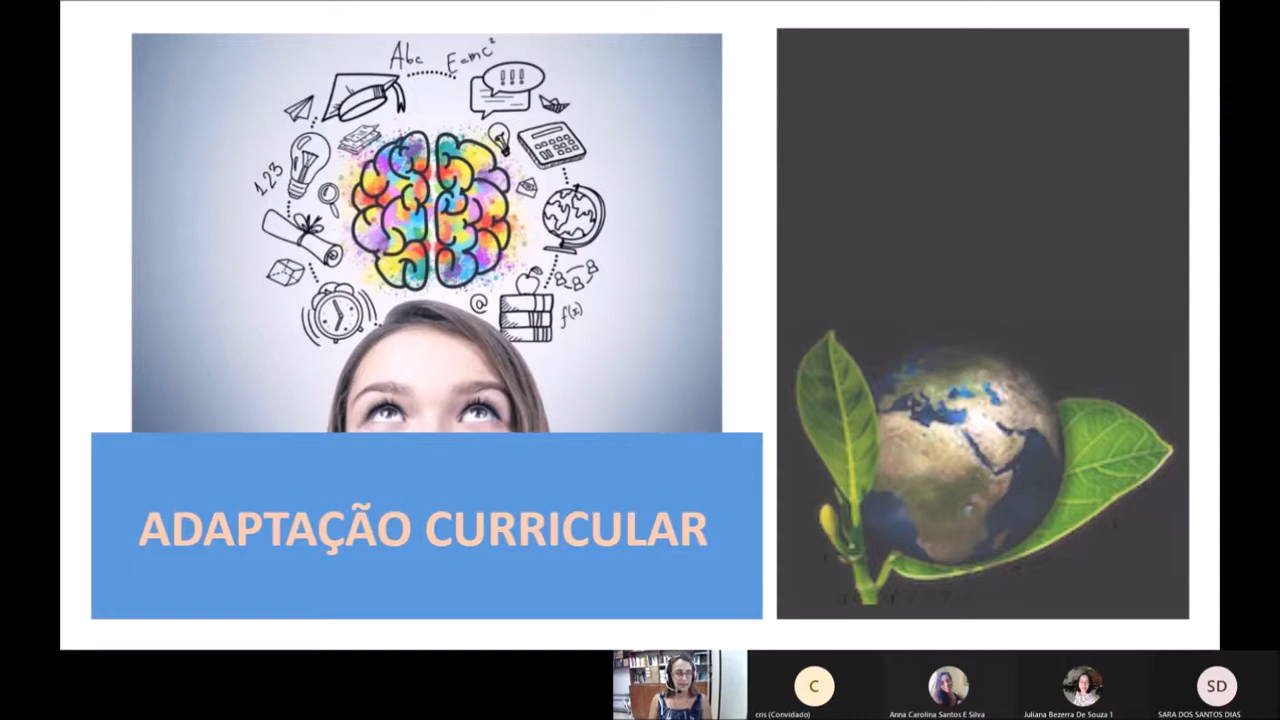 Abc
E=mc²
!!!
123
@
f(x)
ADAPTAÇÃO CURRICULAR
C
SD
cris (Convidado)
Anna Carolina Santos E Silva
Juliana Bezerra De Souza 1
SARA DOS SANTOS DIAS